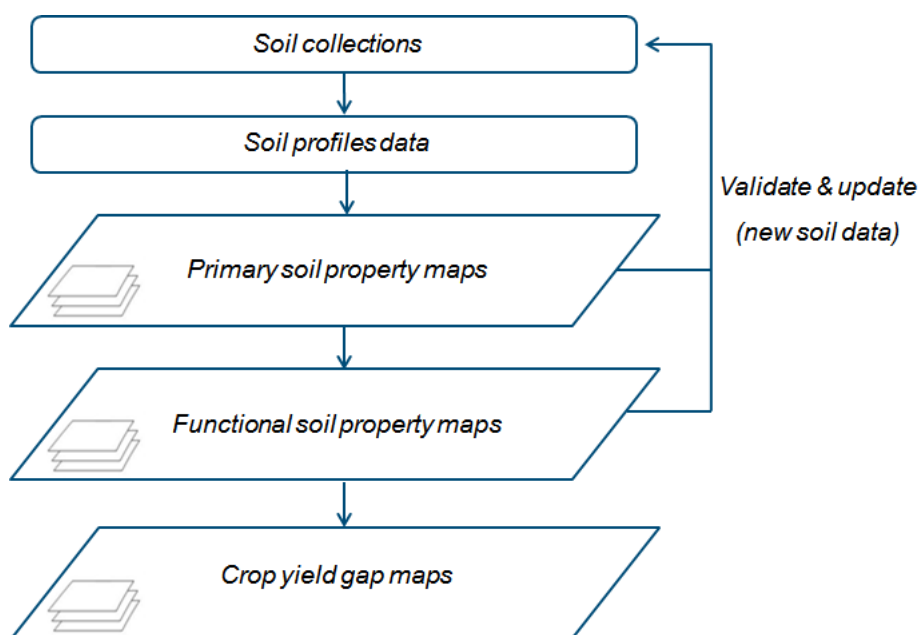 Soil collections
Soil profiles data
Validate & update
(new soil data)
Primary soil property maps
Functional soil property maps
Crop yield gap maps